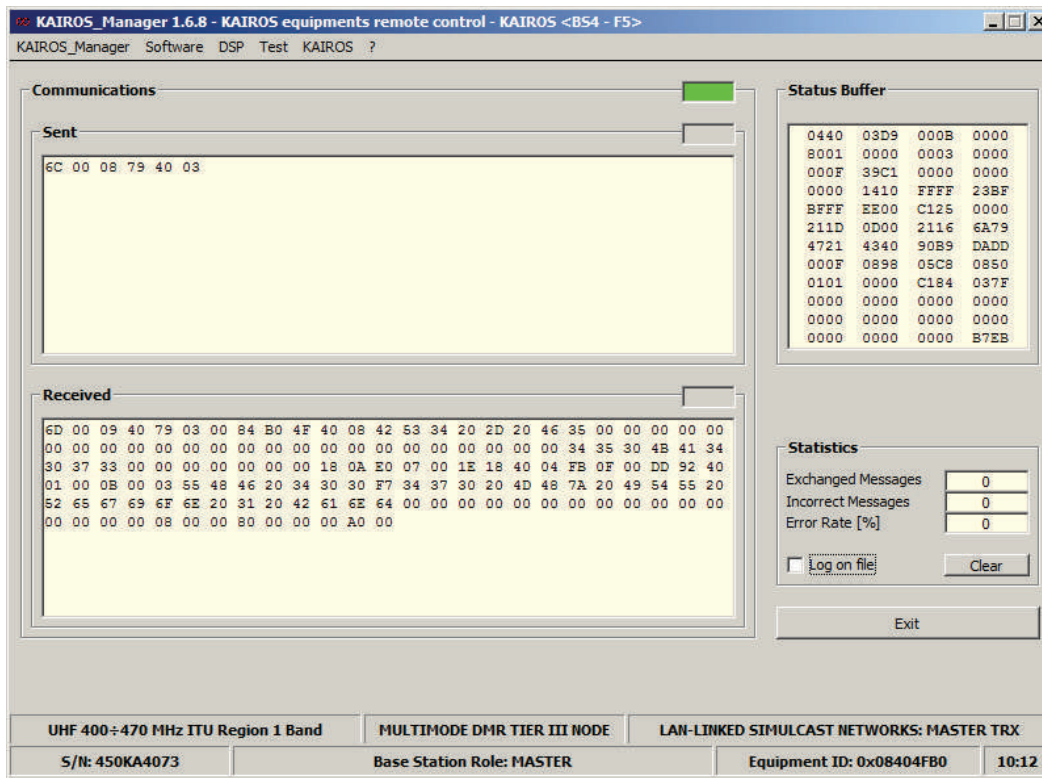 KAIROS_Manager 1.6.8 - KAIROS equipments remote control - KAIROS <BS4 - F5>
KAIROS_Manager Software DSP Test KAIROS ?
Communications
Sent
6C 00 08 79 40 03
Received
6D 00 09 40 79 03 00 84 B0 4F 40 08 42 53 34 20 2D 20 46 35 00 00 00 00 00
00 00 00 00 00 00 00 00 00 00 00 00 00 00 00 00 00 00 00 34 35 30 4B 41 34
30 37 33 00 00 00 00 00 00 00 18 0A E0 07 00 1E 18 40 04 FB 0F 00 DD 92 40
01 00 0B 00 03 55 48 46 20 34 30 30 F7 34 37 30 20 4D 48 7A 20 49 54 55 20
52 65 67 69 6F 6E 20 31 20 42 61 6E 64 00 00 00 00 00 00 00 00 00 00 00 00
00 00 00 00 08 00 80 00 00 00 A0 00
Status Buffer
0440 03D9 000B 0000
8001 0000 0003 0000
000F 39C1 0000 0000
0000 1410 FFFF 23BF
BFFF EE00 C125 0000
211D 0D00 2116 6A79
4721 4340 90B9 DADD
000F 0898 05C8 0850
0101 0000 C184 037F
0000 0000 0000 0000
0000 0000 0000 0000
0000 0000 0000 B7EB
Statistics
Exchanged Messages 0
Incorrect Messages 0
Error Rate [%] 0
Log on file Clear
Exit
UHF 400÷470 MHz ITU Region 1 Band MULTIMODE DMR TIER III NODE LAN-LINKED SIMULCAST NETWORKS: MASTER TRX
S/N: 450KA4073 Base Station Role: MASTER Equipment ID: 0x08404FB0 10:12